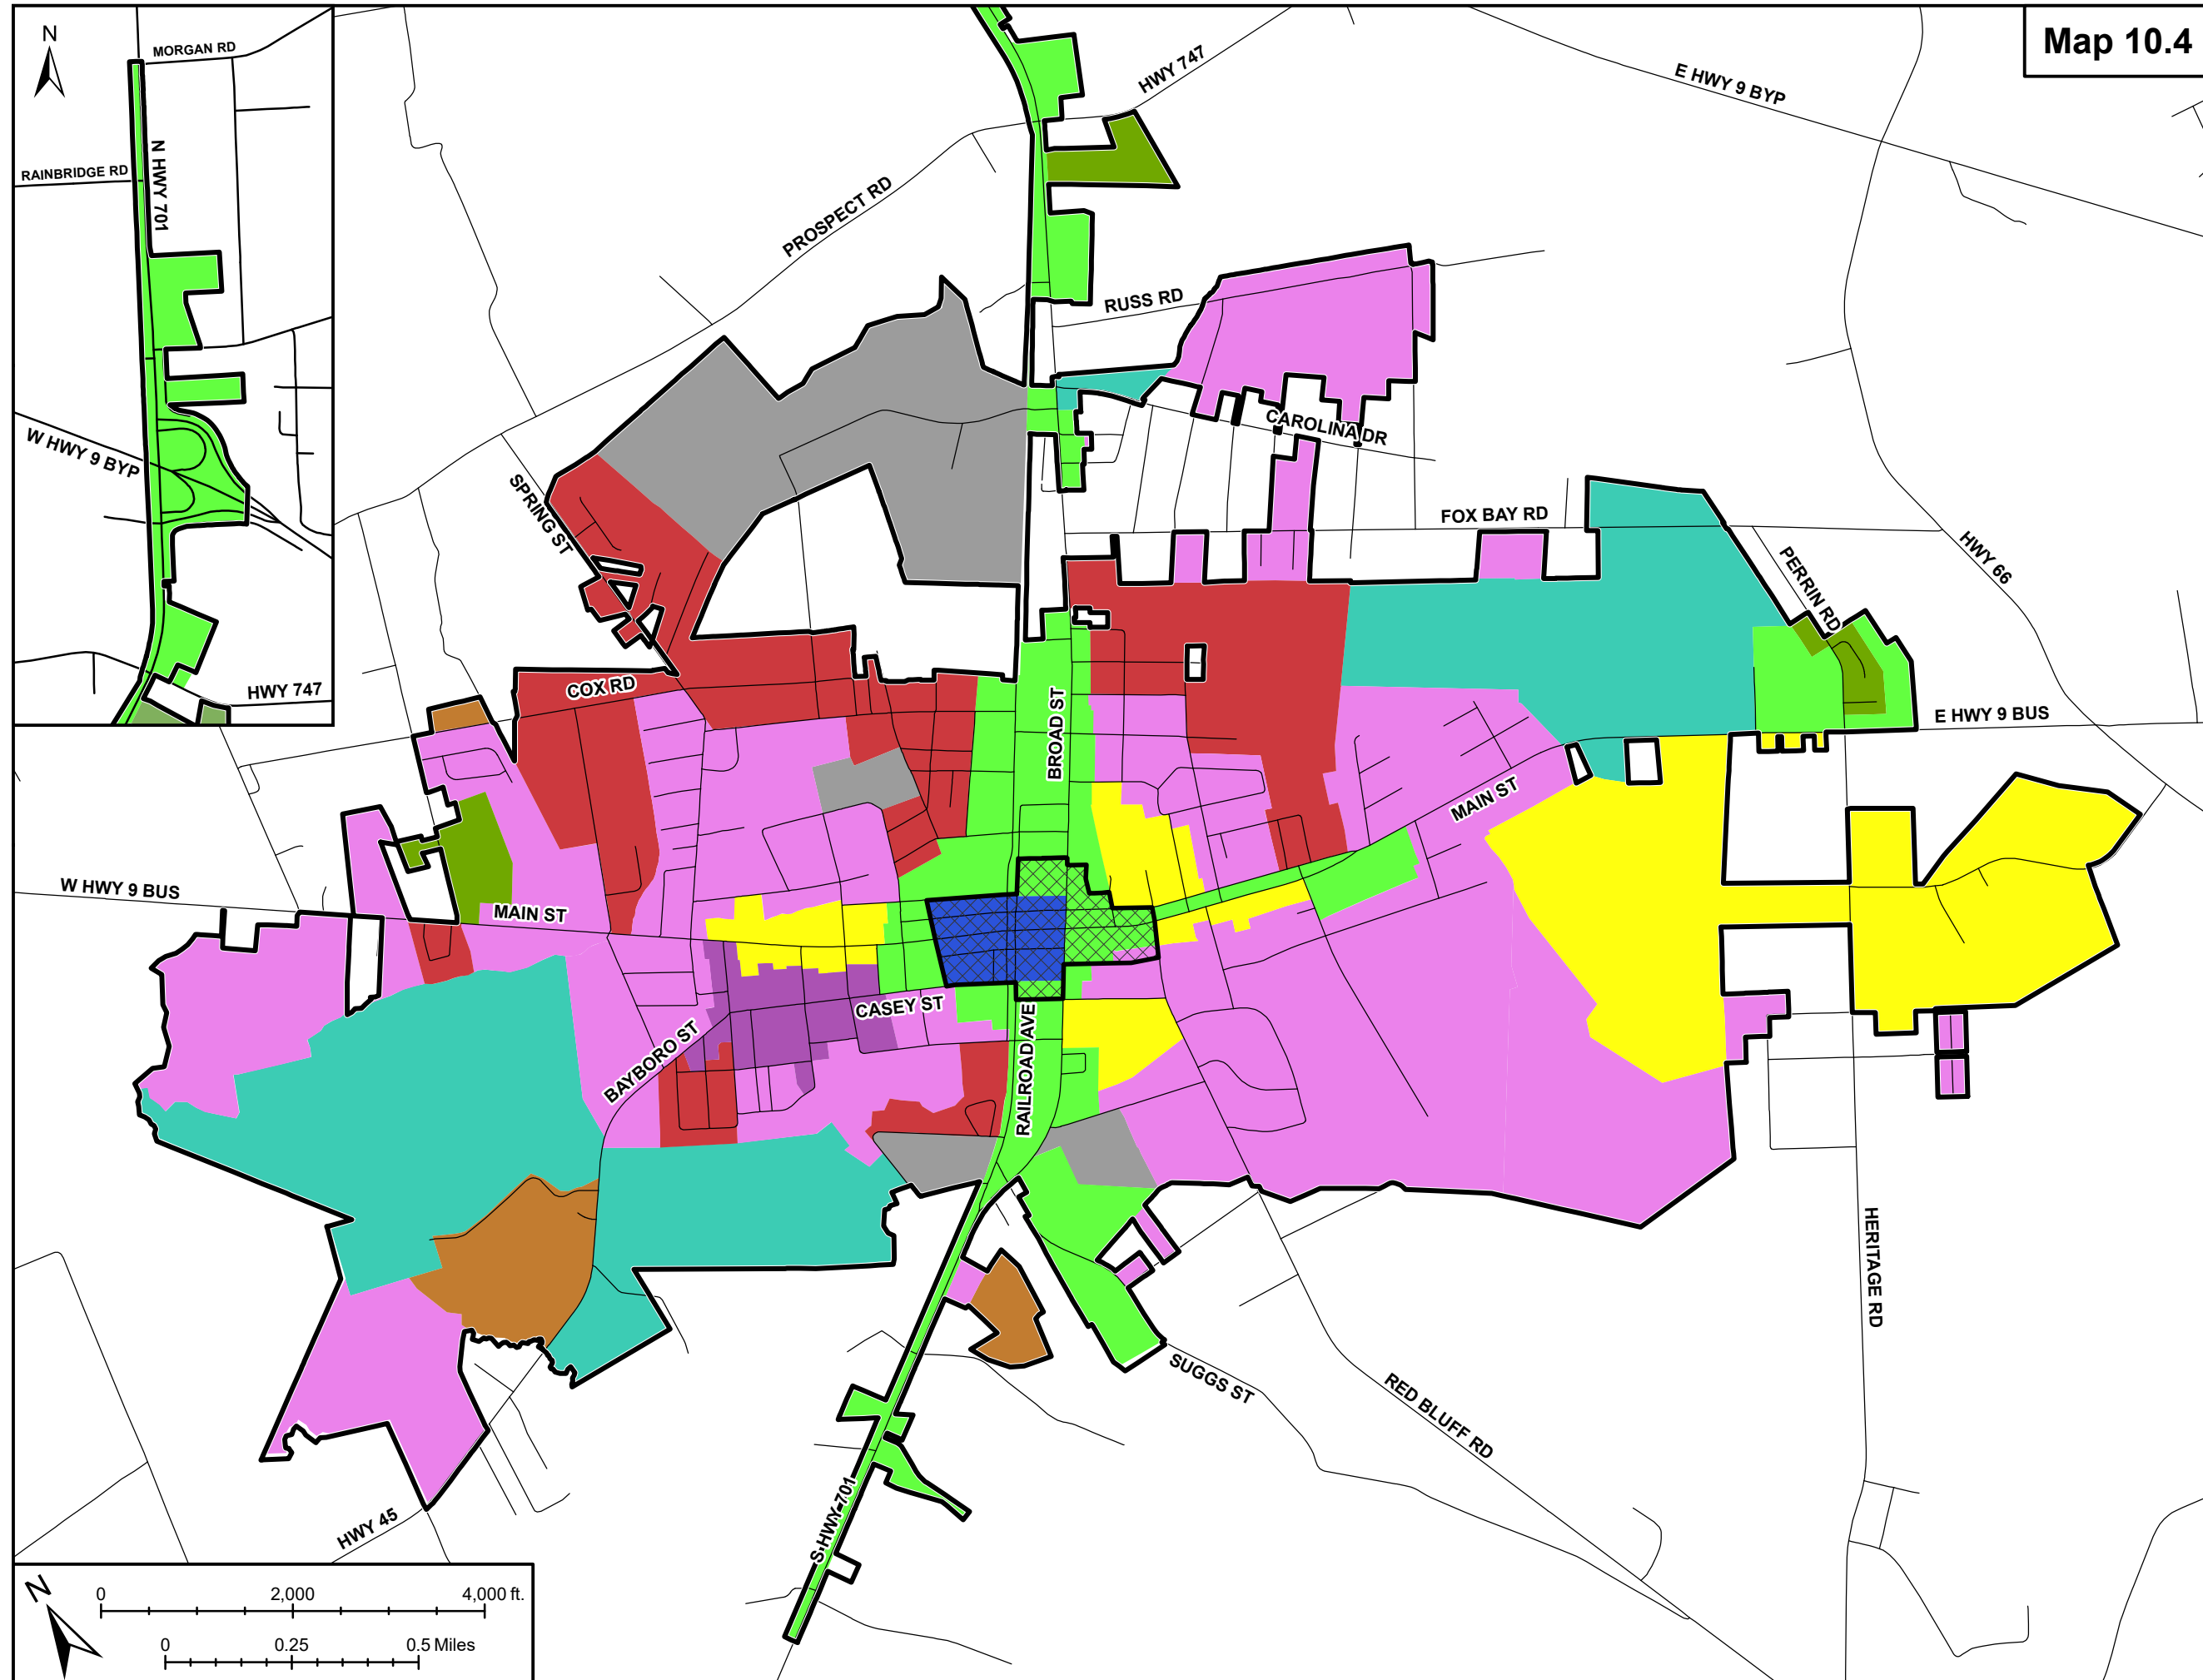 Map 10.4
N
MORGAN RD
RAINBRIDGE RD
N HWY 701
W HWY 9 BYP
HWY 747
HWY 747
E HWY 9 BYP
PROSPECT RD
RUSS RD
CAROLINA DR
SPRING ST
FOX BAY RD
HWY 66
PERRIN RD
COX RD
BROAD ST
E HWY 9 BUS
MAIN ST
W HWY 9 BUS
MAIN ST
CASEY ST
BAYBORO ST
RAILROAD AVE
HERITAGE RD
SUGGS ST
RED BLUFF RD
S HWY 701
HWY 45
N
0 2,000 4,000 ft.
0 0.25 0.5 Miles